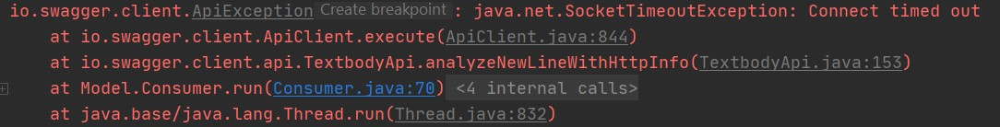 io.swagger.client.ApiException Create breakpoint : java.net.SocketTimeoutException: Connect timed out
at io.swagger.client.ApiClient.execute(ApiClient.java:844)
at io.swagger.client.api.TextbodyApi.analyzeNewLineWithHttpInfo(TextbodyApi.java:153)
at Model.Consumer.run(Consumer.java:70) <4 internal calls>
at java.base/java.lang.Thread.run(Thread.java:832)